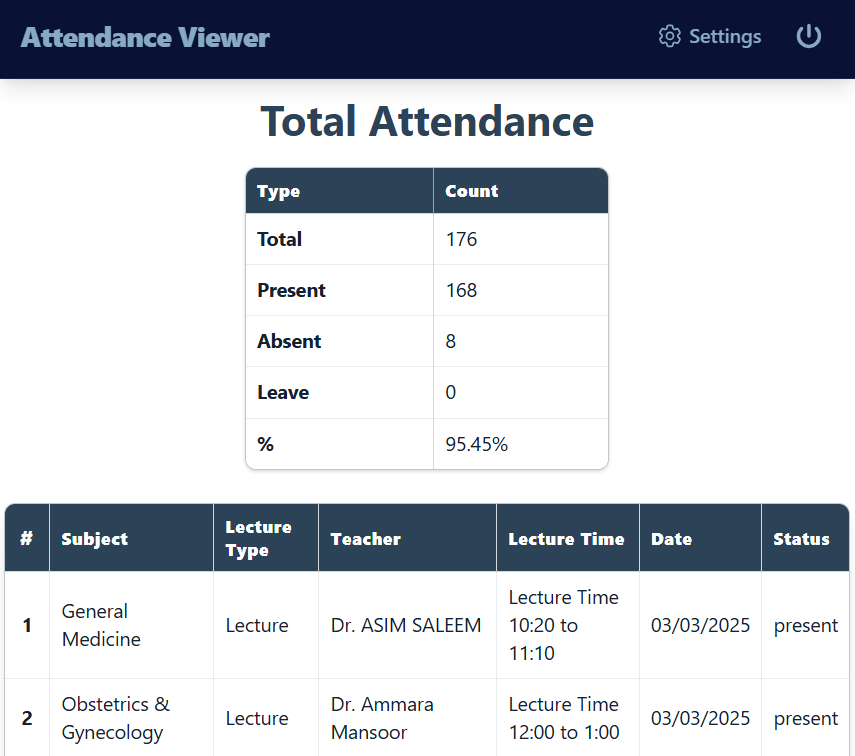 Attendance Viewer
Settings
Total Attendance
Type Count
Total 176
Present 168
Absent 8
Leave 0
% 95.45%
# Subject Lecture Type Teacher Lecture Time Date Status
1 General Medicine Lecture Dr. ASIM SALEEM Lecture Time 10:20 to 11:10 03/03/2025 present
2 Obstetrics & Gynecology Lecture Dr. Ammara Mansoor Lecture Time 12:00 to 1:00 03/03/2025 present